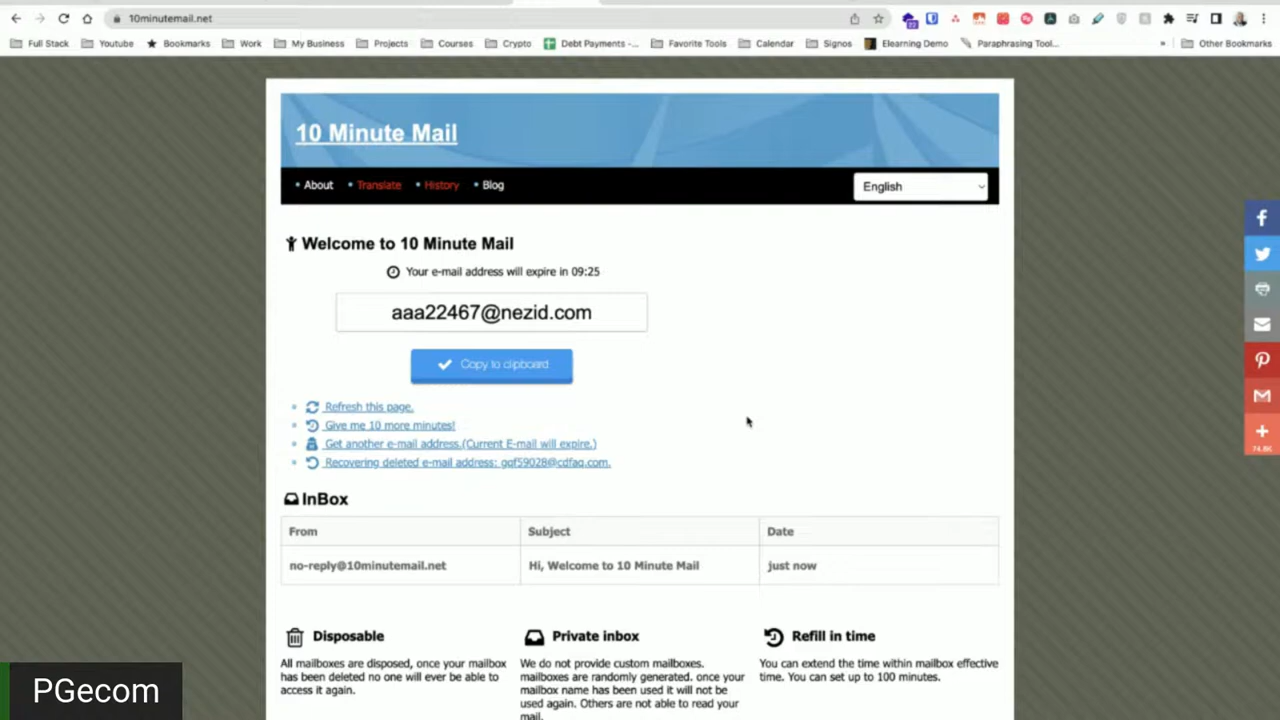 10minutemail.net
Full Stack Youtube Bookmarks Work My Business Projects Courses Crypto Debt Payments -... Favorite Tools Calendar Signos Elearning Demo Paraphrasing Tool... » Other Bookmarks
10 Minute Mail
About Translate History Blog English
Welcome to 10 Minute Mail
Your e-mail address will expire in 09:25
aaa22467@nezid.com
Copy to clipboard
Refresh this page.
Give me 10 more minutes!
Get another e-mail address.(Current E-mail will expire.)
Recovering deleted e-mail address: gqf59028@cdfaq.com.
InBox
From Subject Date
no-reply@10minutemail.net Hi, Welcome to 10 Minute Mail just now
Disposable
All mailboxes are disposed, once your mailbox
has been deleted no one will ever be able to
access it again.
Private inbox
We do not provide custom mailboxes.
mailboxes are randomly generated. once your
mailbox name has been used it will not be
used again. Others are not able to read your
mail.
Refill in time
You can extend the time within mailbox effective
time. You can set up to 100 minutes.
74.8K
PGecom